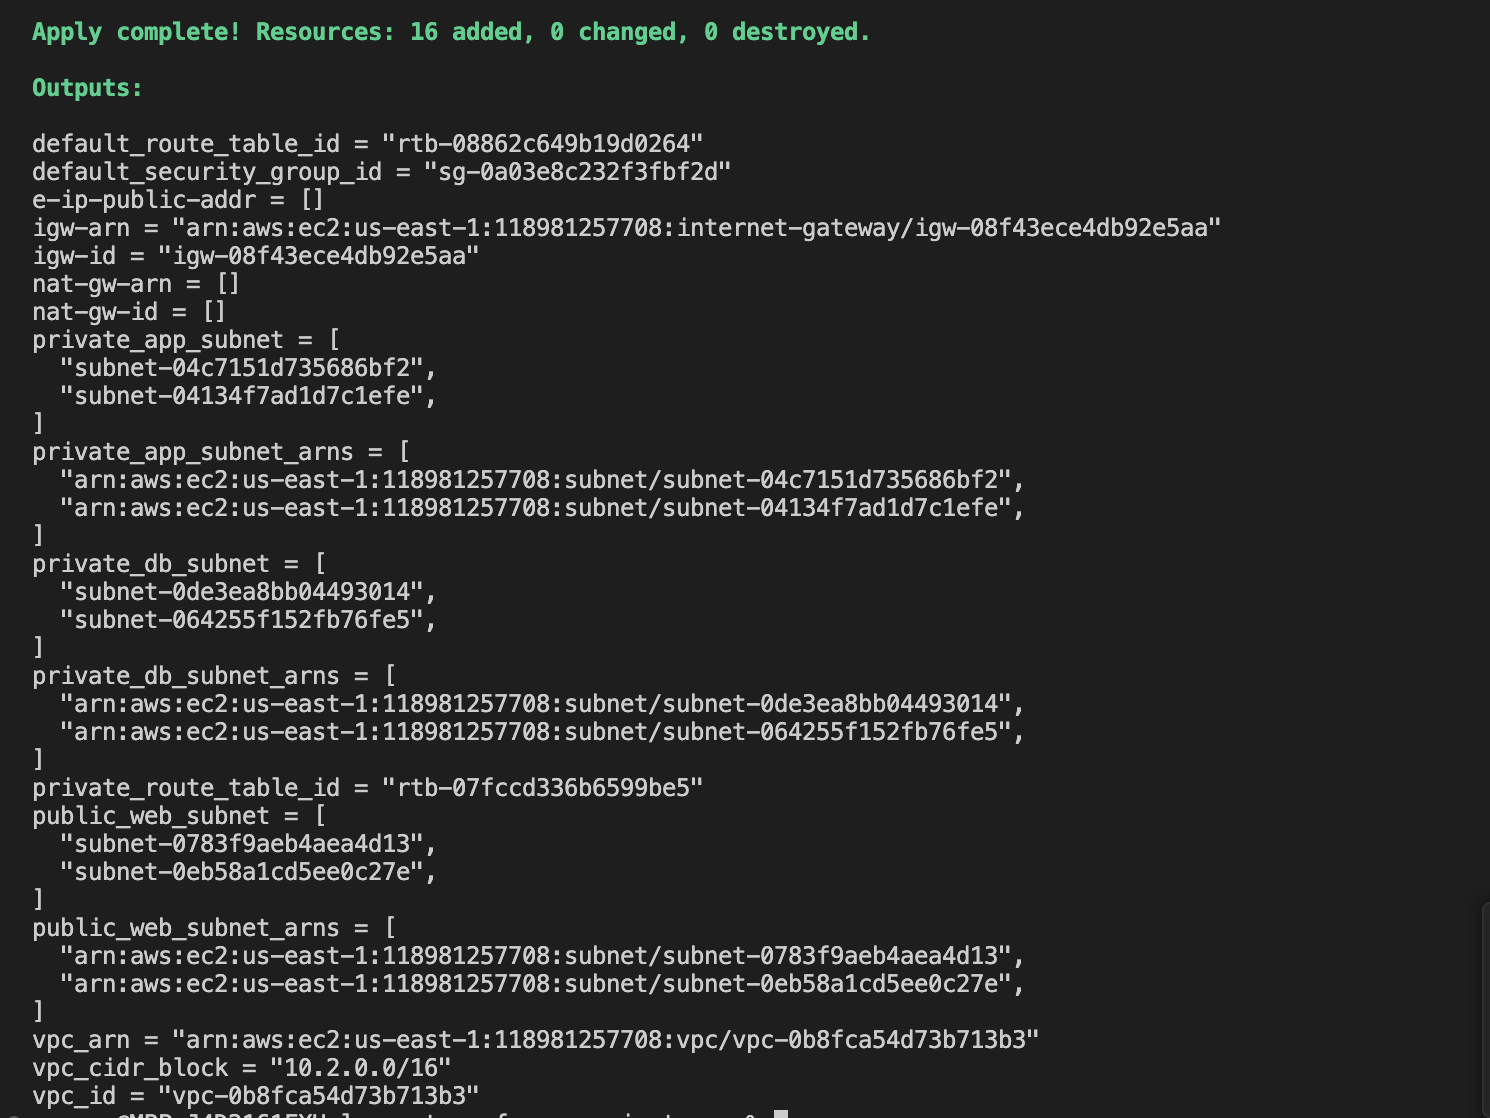 Apply complete! Resources: 16 added, 0 changed, 0 destroyed.
Outputs:
default_route_table_id = "rtb-08862c649b19d0264"
default_security_group_id = "sg-0a03e8c232f3fbf2d"
e-ip-public-addr = []
igw-arn = "arn:aws:ec2:us-east-1:118981257708:internet-gateway/igw-08f43ece4db92e5aa"
igw-id = "igw-08f43ece4db92e5aa"
nat-gw-arn = []
nat-gw-id = []
private_app_subnet = [
  "subnet-04c7151d735686bf2",
  "subnet-04134f7ad1d7c1efe",
]
private_app_subnet_arns = [
  "arn:aws:ec2:us-east-1:118981257708:subnet/subnet-04c7151d735686bf2",
  "arn:aws:ec2:us-east-1:118981257708:subnet/subnet-04134f7ad1d7c1efe",
]
private_db_subnet = [
  "subnet-0de3ea8bb04493014",
  "subnet-064255f152fb76fe5",
]
private_db_subnet_arns = [
  "arn:aws:ec2:us-east-1:118981257708:subnet/subnet-0de3ea8bb04493014",
  "arn:aws:ec2:us-east-1:118981257708:subnet/subnet-064255f152fb76fe5",
]
private_route_table_id = "rtb-07fccd336b6599be5"
public_web_subnet = [
  "subnet-0783f9aeb4aea4d13",
  "subnet-0eb58a1cd5ee0c27e",
]
public_web_subnet_arns = [
  "arn:aws:ec2:us-east-1:118981257708:subnet/subnet-0783f9aeb4aea4d13",
  "arn:aws:ec2:us-east-1:118981257708:subnet/subnet-0eb58a1cd5ee0c27e",
]
vpc_arn = "arn:aws:ec2:us-east-1:118981257708:vpc/vpc-0b8fca54d73b713b3"
vpc_cidr_block = "10.2.0.0/16"
vpc_id = "vpc-0b8fca54d73b713b3"